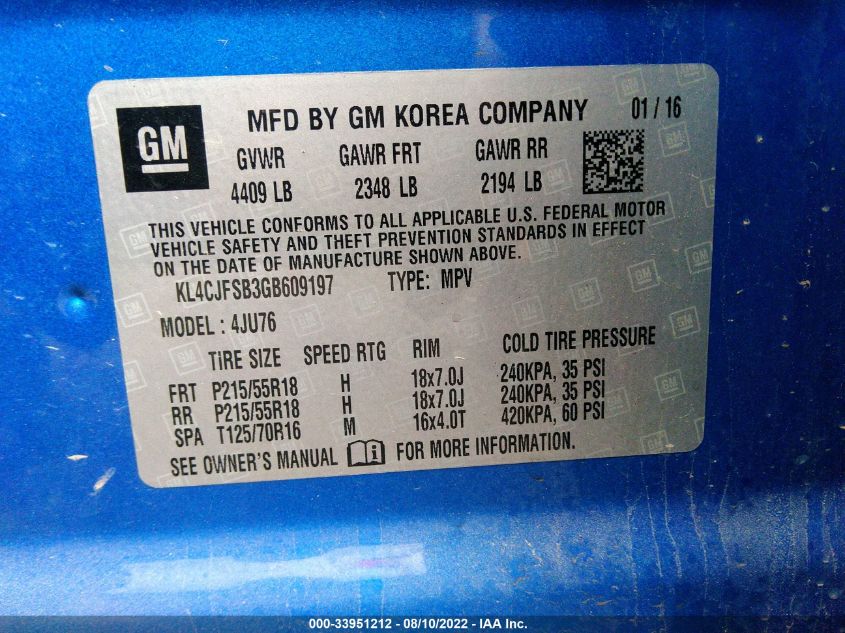 GM
MFD BY GM KOREA COMPANY 01 / 16
GVWR GAWR FRT GAWR RR
4409 LB 2348 LB 2194 LB
THIS VEHICLE CONFORMS TO ALL APPLICABLE U.S. FEDERAL MOTOR
VEHICLE SAFETY AND THEFT PREVENTION STANDARDS IN EFFECT
ON THE DATE OF MANUFACTURE SHOWN ABOVE.
KL4CJFSB3GB609197 TYPE: MPV
MODEL : 4JU76
TIRE SIZE SPEED RTG RIM COLD TIRE PRESSURE
FRT P215/55R18 H 18x7.0J 240KPA, 35 PSI
RR P215/55R18 H 18x7.0J 240KPA, 35 PSI
SPA T125/70R16 M 16x4.0T 420KPA, 60 PSI
SEE OWNER'S MANUAL FOR MORE INFORMATION.
000-33951212 - 08/10/2022 - IAA Inc.